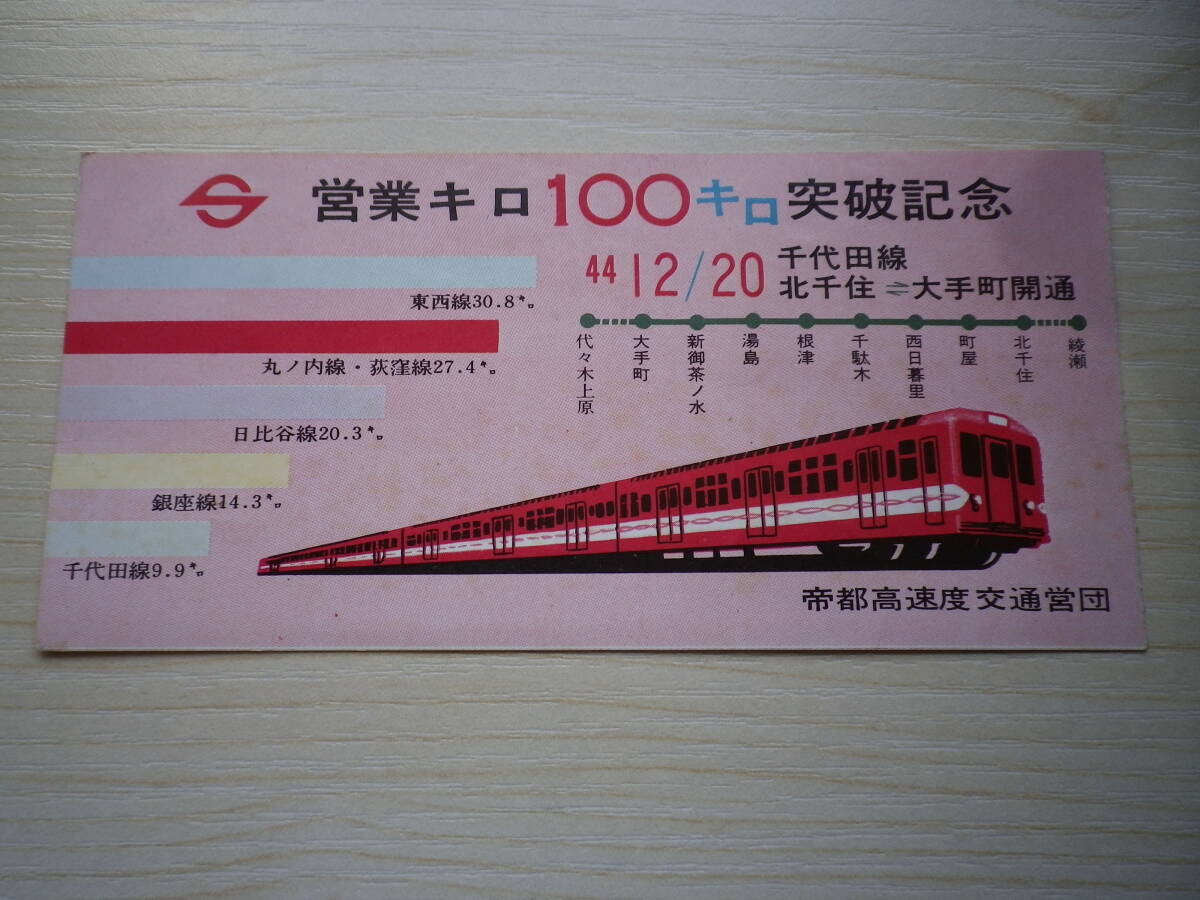 営業キロ100キロ突破記念
44 12/20 千代田線
北千住⇌大手町開通
東西線30.8キロ
丸ノ内線・荻窪線27.4キロ
日比谷線20.3キロ
銀座線14.3キロ
千代田線9.9キロ
代々木上原
大手町
新御茶ノ水
湯島
根津
千駄木
西日暮里
町屋
北千住
綾瀬
帝都高速度交通営団